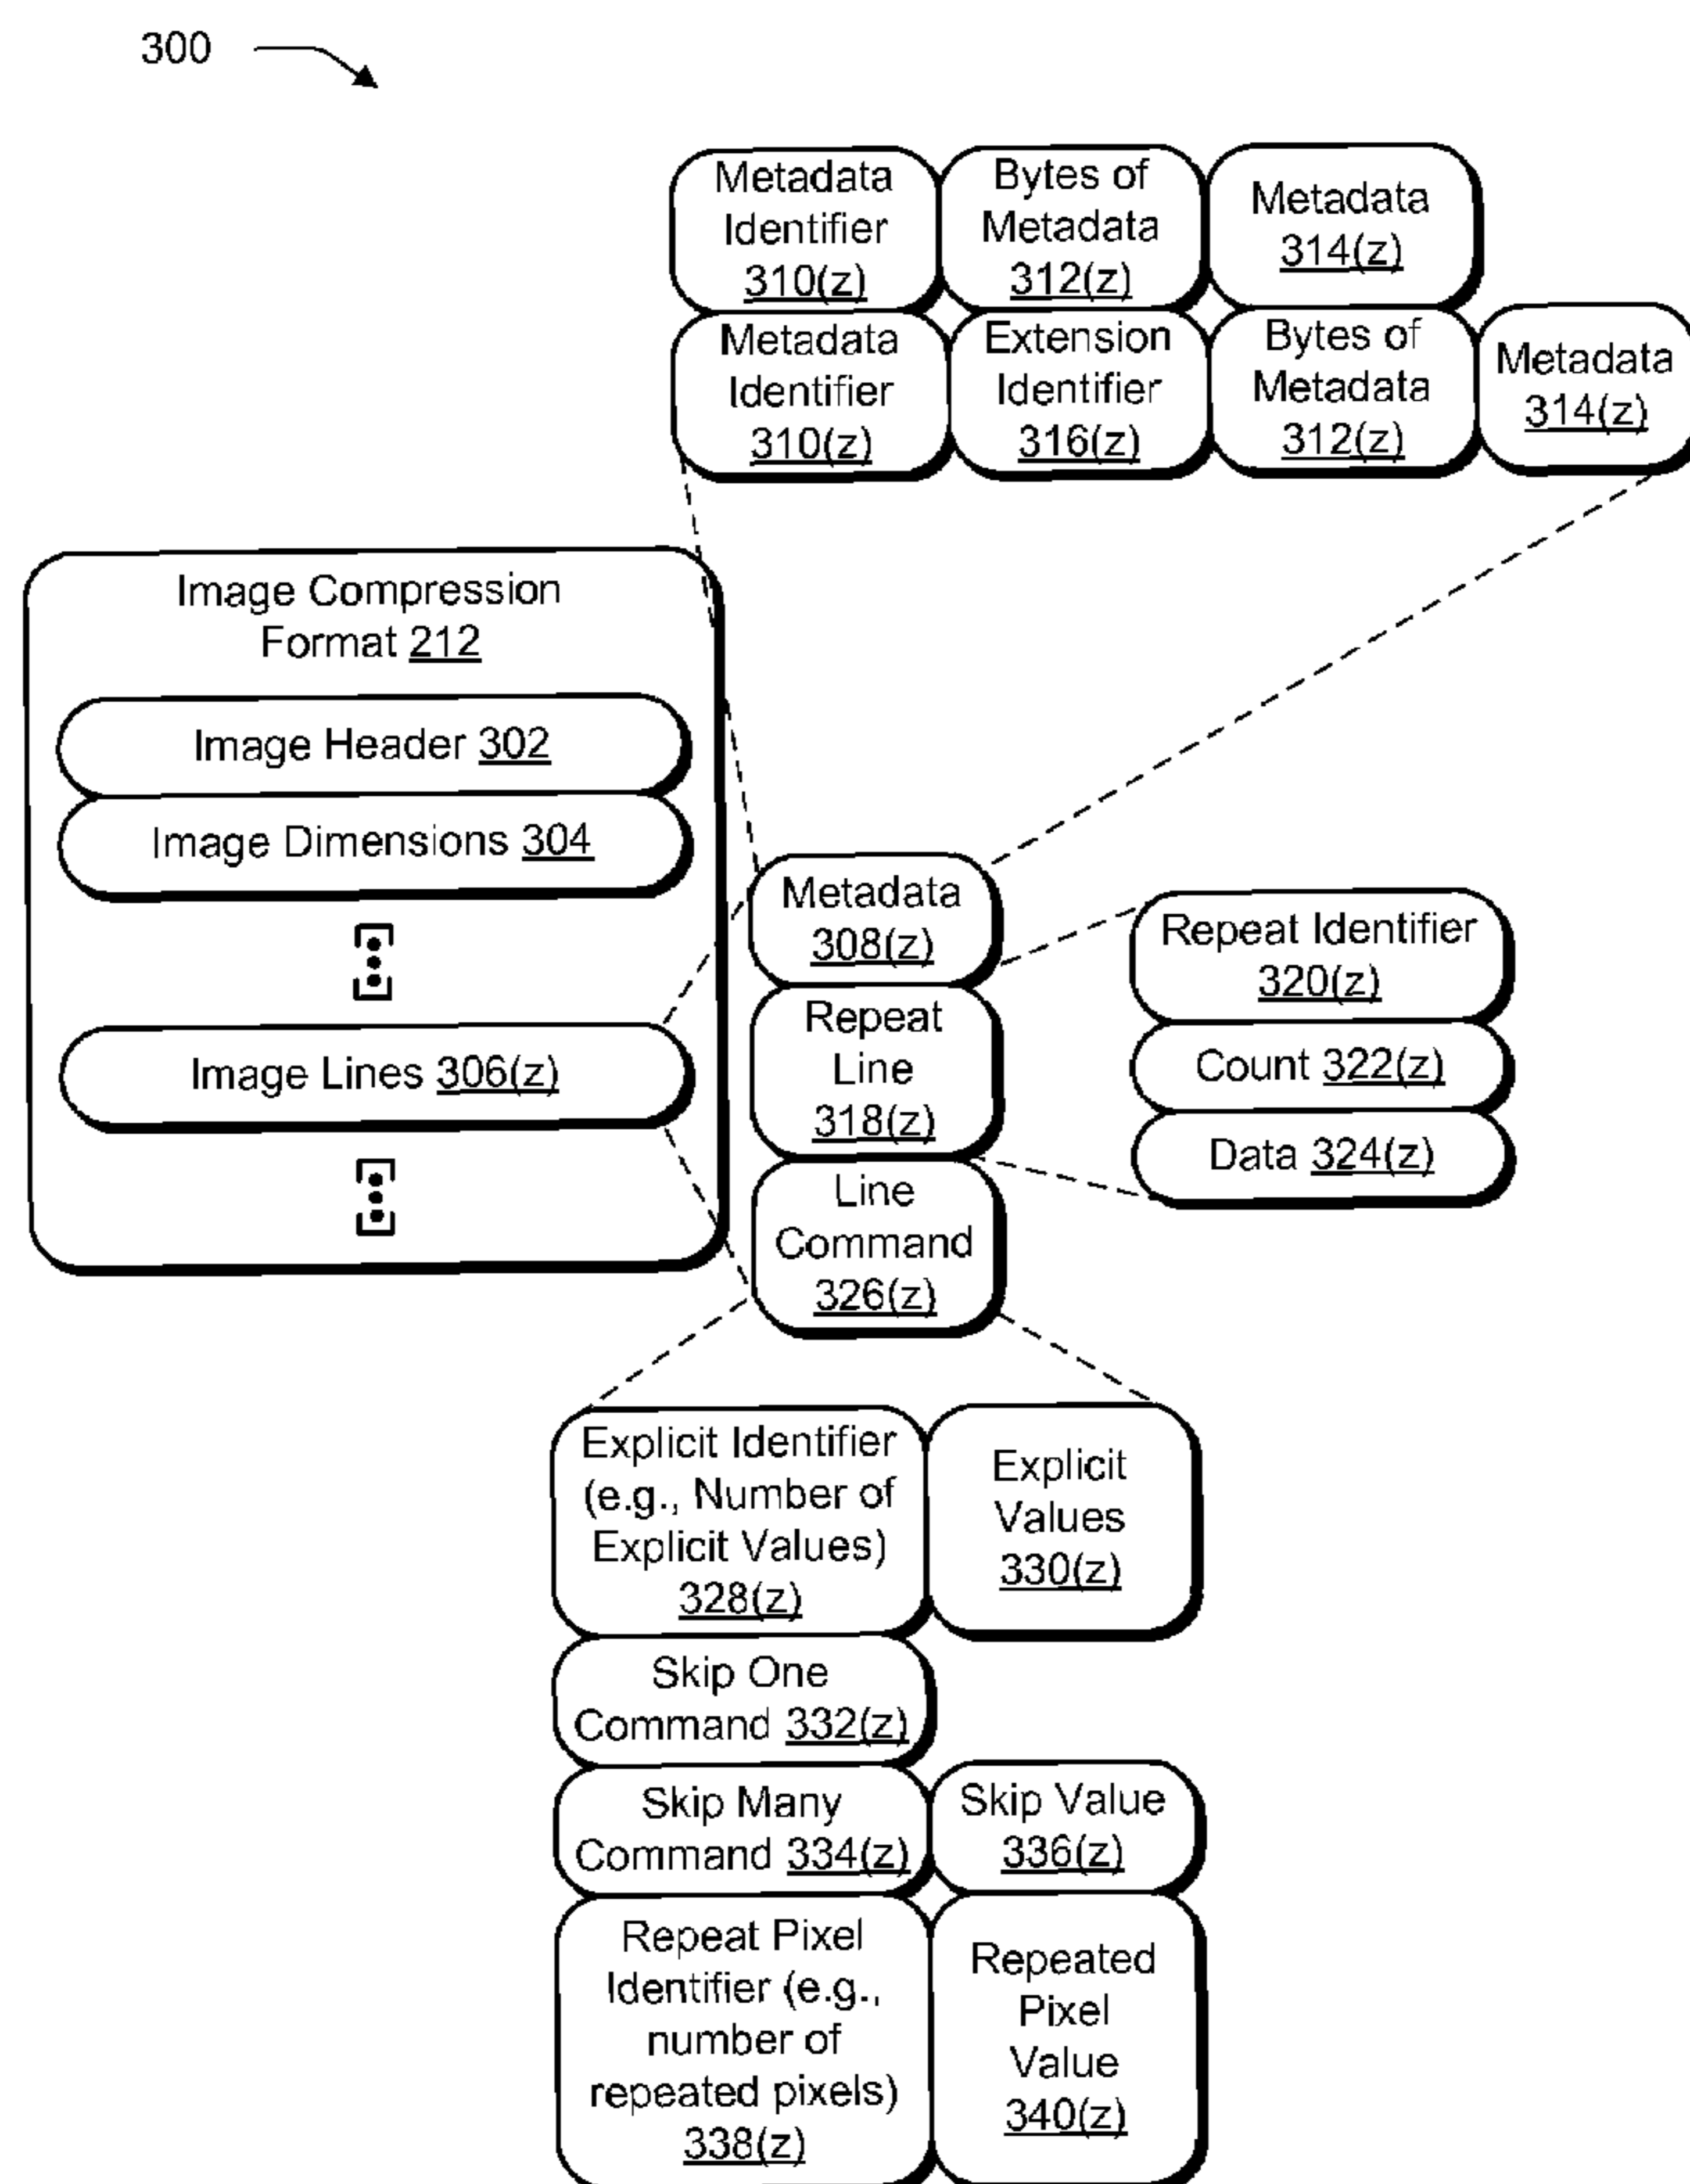 300
Metadata
Identifier
310(z)
Bytes of
Metadata
312(z)
Metadata
314(z)
Metadata
Identifier
310(z)
Extension
Identifier
316(z)
Bytes of
Metadata
312(z)
Metadata
314(z)
Image Compression
Format 212
Image Header 302
Image Dimensions 304
Image Lines 306(z)
Metadata
308(z)
Repeat
Line
318(z)
Line
Command
326(z)
Repeat Identifier
320(z)
Count 322(z)
Data 324(z)
Explicit Identifier
(e.g., Number of
Explicit Values)
328(z)
Explicit
Values
330(z)
Skip One
Command 332(z)
Skip Many
Command 334(z)
Skip Value
336(z)
Repeat Pixel
Identifier (e.g.,
number of
repeated pixels)
338(z)
Repeated
Pixel
Value
340(z)